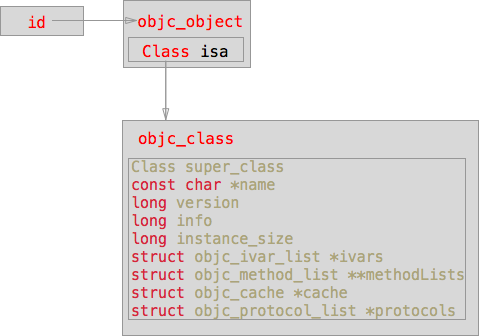 id
objc_object
Class isa
objc_class
Class super_class
const char *name
long version
long info
long instance_size
struct objc_ivar_list *ivars
struct objc_method_list **methodLists
struct objc_cache *cache
struct objc_protocol_list *protocols